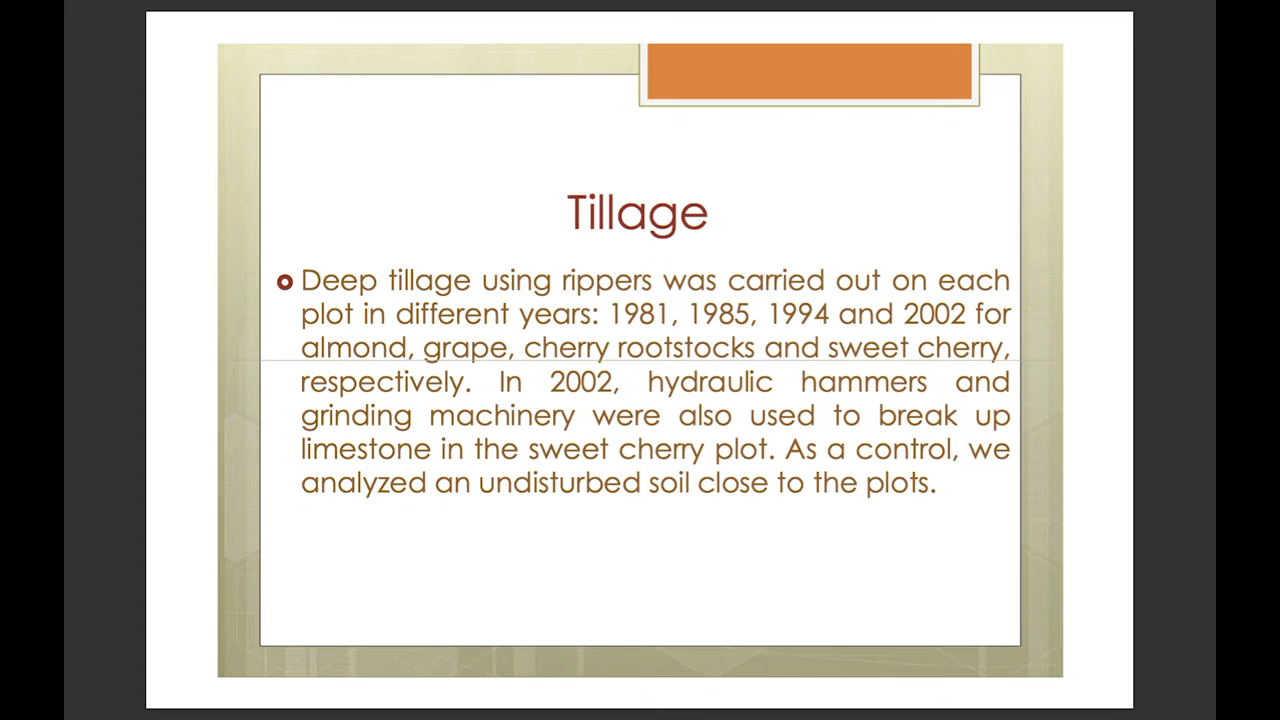 Tillage
Deep tillage using rippers was carried out on each
plot in different years: 1981, 1985, 1994 and 2002 for
almond, grape, cherry rootstocks and sweet cherry,
respectively. In 2002, hydraulic hammers and
grinding machinery were also used to break up
limestone in the sweet cherry plot. As a control, we
analyzed an undisturbed soil close to the plots.